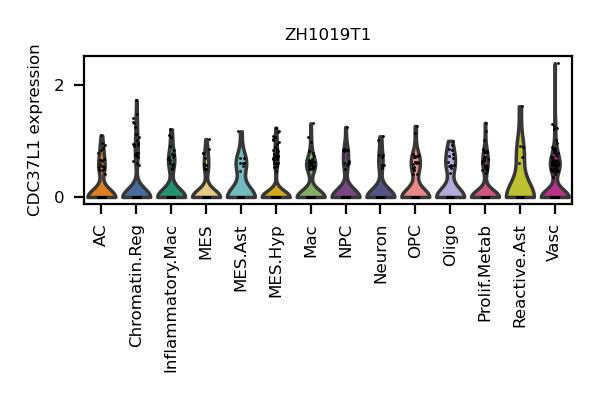 ZH1019T1
CDC37L1 expression
2
0
AC
Chromatin.Reg
Inflammatory.Mac
MES
MES.Ast
MES.Hyp
Mac
NPC
Neuron
OPC
Oligo
Prolif.Metab
Reactive.Ast
Vasc